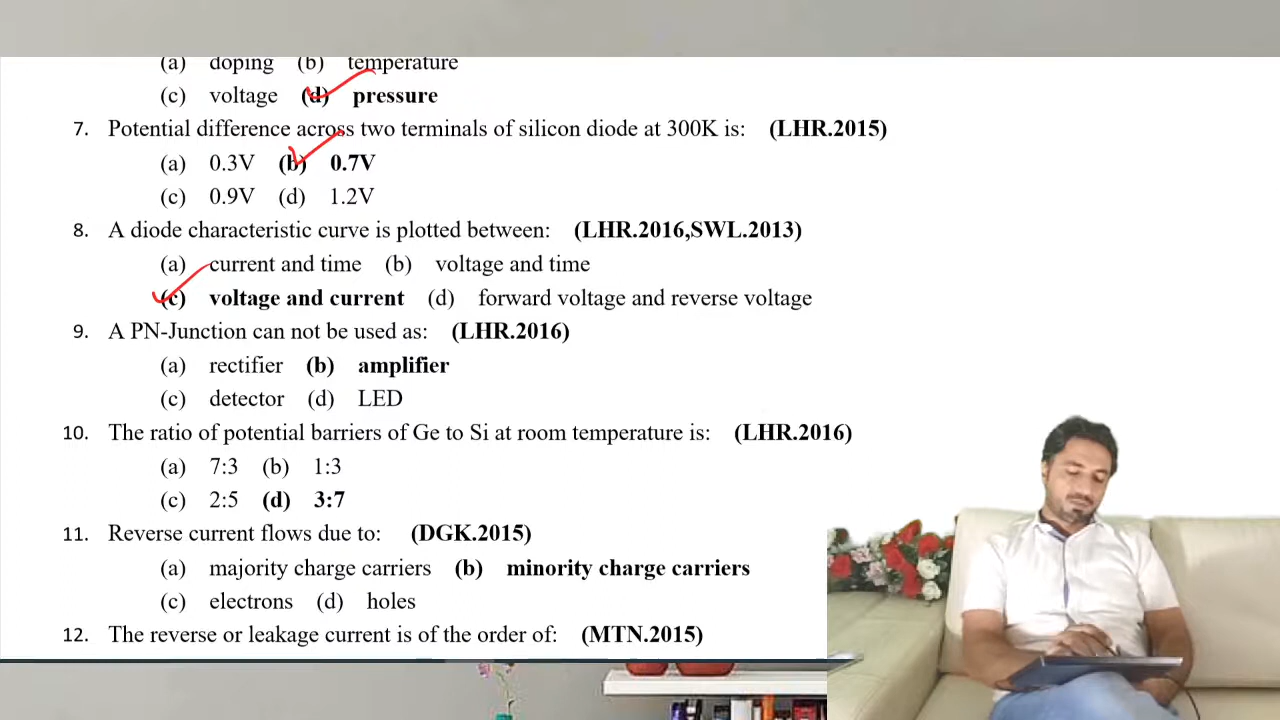 (a) doping (b) temperature
(c) voltage (d) pressure
7. Potential difference across two terminals of silicon diode at 300K is: (LHR.2015)
(a) 0.3V (b) 0.7V
(c) 0.9V (d) 1.2V
8. A diode characteristic curve is plotted between: (LHR.2016,SWL.2013)
(a) current and time (b) voltage and time
(c) voltage and current (d) forward voltage and reverse voltage
9. A PN-Junction can not be used as: (LHR.2016)
(a) rectifier (b) amplifier
(c) detector (d) LED
10. The ratio of potential barriers of Ge to Si at room temperature is: (LHR.2016)
(a) 7:3 (b) 1:3
(c) 2:5 (d) 3:7
11. Reverse current flows due to: (DGK.2015)
(a) majority charge carriers (b) minority charge carriers
(c) electrons (d) holes
12. The reverse or leakage current is of the order of: (MTN.2015)